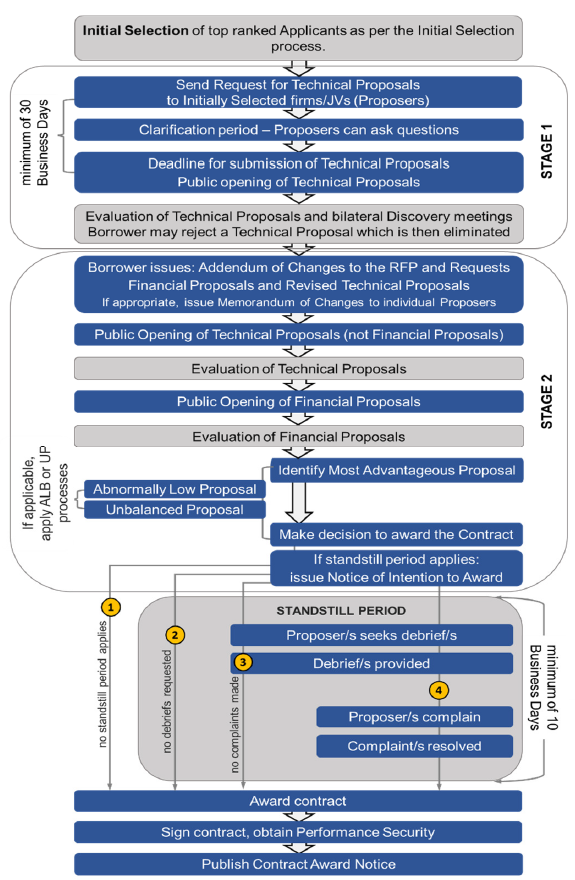 Initial Selection of top ranked Applicants as per the Initial Selection
process.
minimum of 30
Business Days
Send Request for Technical Proposals
to Initially Selected firms/JVs (Proposers)
Clarification period – Proposers can ask questions
Deadline for submission of Technical Proposals
Public opening of Technical Proposals
Evaluation of Technical Proposals and bilateral Discovery meetings
Borrower may reject a Technical Proposal which is then eliminated
STAGE 1
Borrower issues: Addendum of Changes to the RFP and Requests
Financial Proposals and Revised Technical Proposals
If appropriate, issue Memorandum of Changes to individual Proposers
Public Opening of Technical Proposals (not Financial Proposals)
Evaluation of Technical Proposals
Public Opening of Financial Proposals
Evaluation of Financial Proposals
STAGE 2
Identify Most Advantageous Proposal
If applicable,
apply ALB or UP
processes
Abnormally Low Proposal
Unbalanced Proposal
Make decision to award the Contract
If standstill period applies:
issue Notice of Intention to Award
1
no standstill period applies
2
no debriefs requested
3
no complaints made
4
STANDSTILL PERIOD
Proposer/s seeks debrief/s
Debrief/s provided
Proposer/s complain
Complaint/s resolved
minimum of 10
Business Days
Award contract
Sign contract, obtain Performance Security
Publish Contract Award Notice